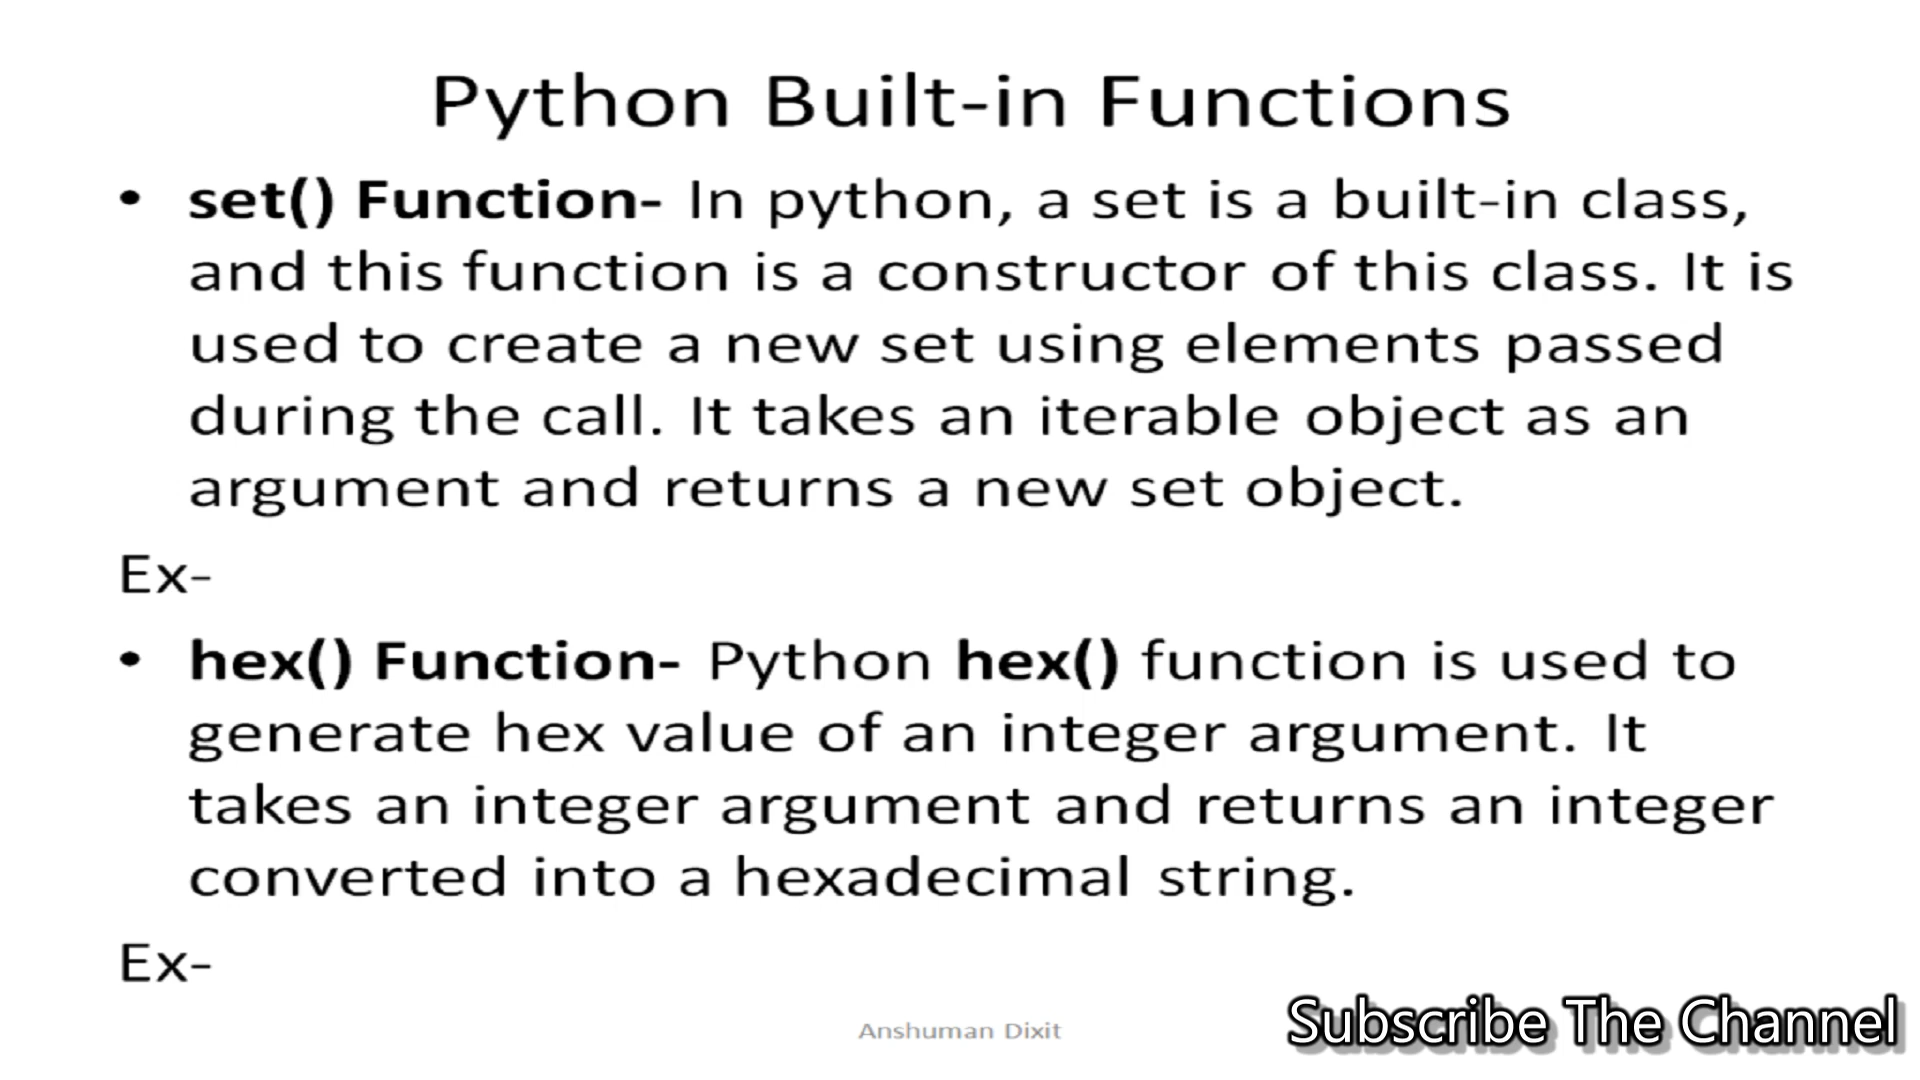 Python Built-in Functions
• set() Function- In python, a set is a built-in class,
and this function is a constructor of this class. It is
used to create a new set using elements passed
during the call. It takes an iterable object as an
argument and returns a new set object.
Ex-
• hex() Function- Python hex() function is used to
generate hex value of an integer argument. It
takes an integer argument and returns an integer
converted into a hexadecimal string.
Ex-
Anshuman Dixit
Subscribe The Channel